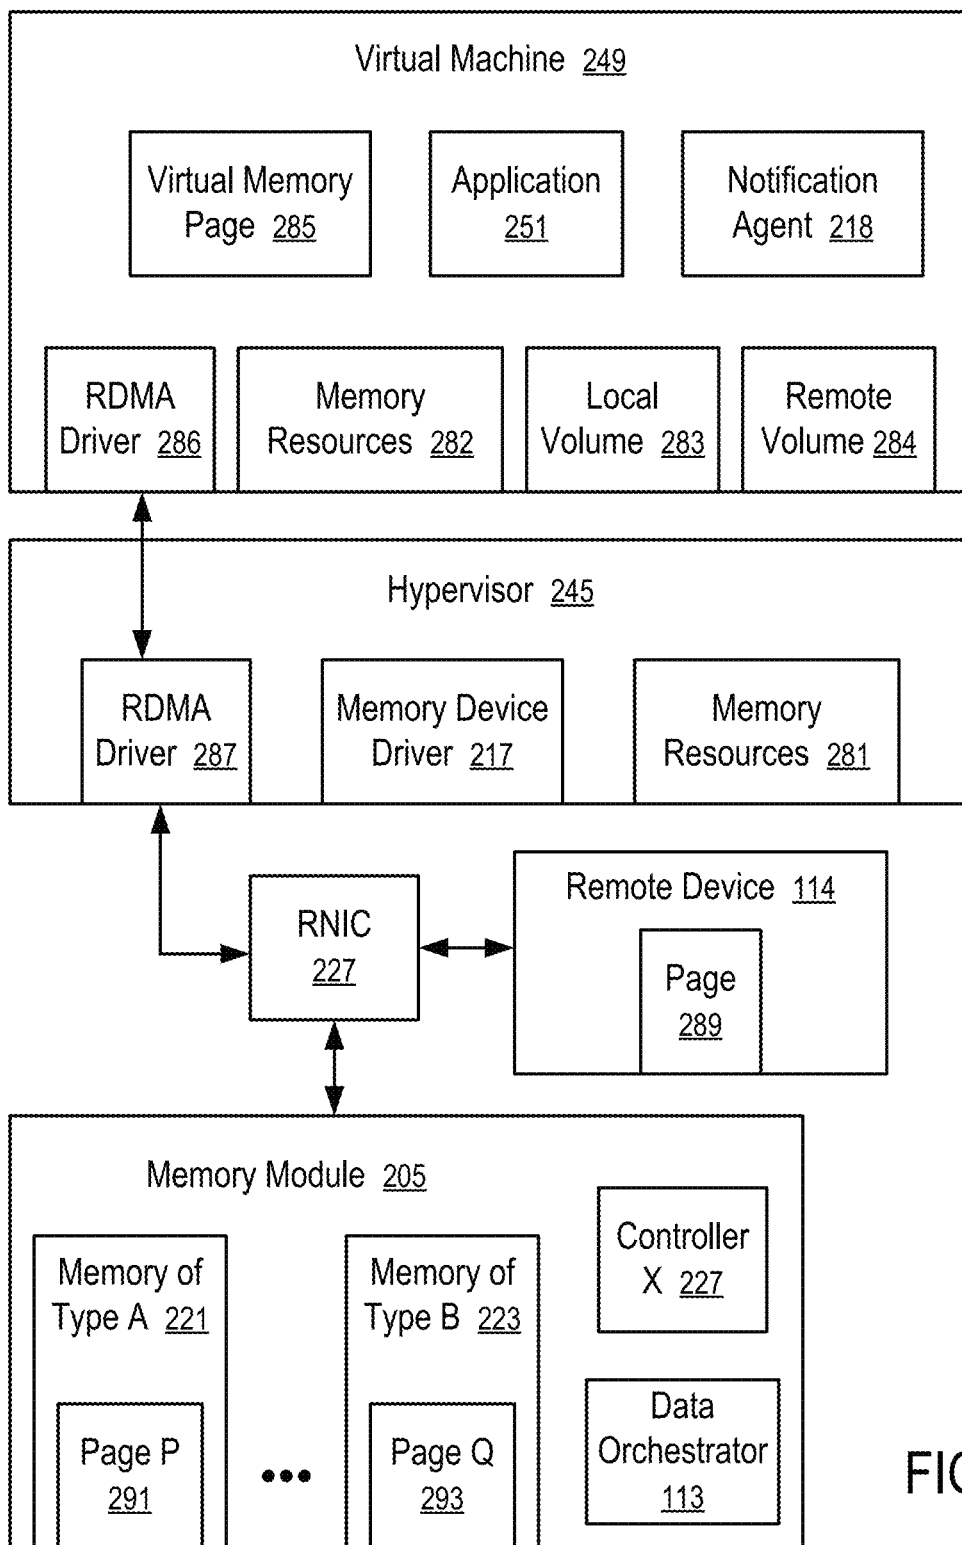 Virtual Machine 249
Virtual Memory
Page 285
Application
251
Notification
Agent 218
RDMA
Driver 286
Memory
Resources 282
Local
Volume 283
Remote
Volume 284
Hypervisor 245
RDMA
Driver 287
Memory Device
Driver 217
Memory
Resources 281
RNIC
227
Remote Device 114
Page
289
Memory Module 205
Memory of
Type A 221
Page P
291
•••
Memory of
Type B 223
Page Q
293
Controller
X 227
Data
Orchestrator
113
FIG